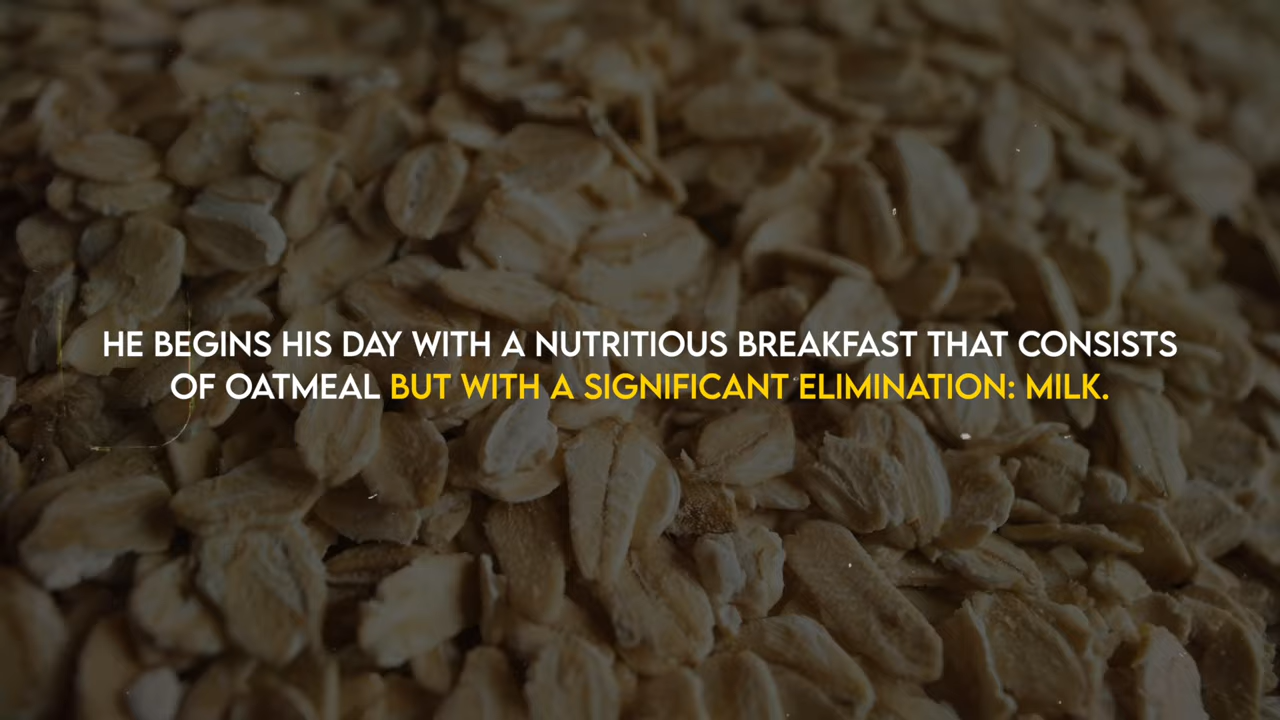 HE BEGINS HIS DAY WITH A NUTRITIOUS BREAKFAST THAT CONSISTS
OF OATMEAL BUT WITH A SIGNIFICANT ELIMINATION: MILK.